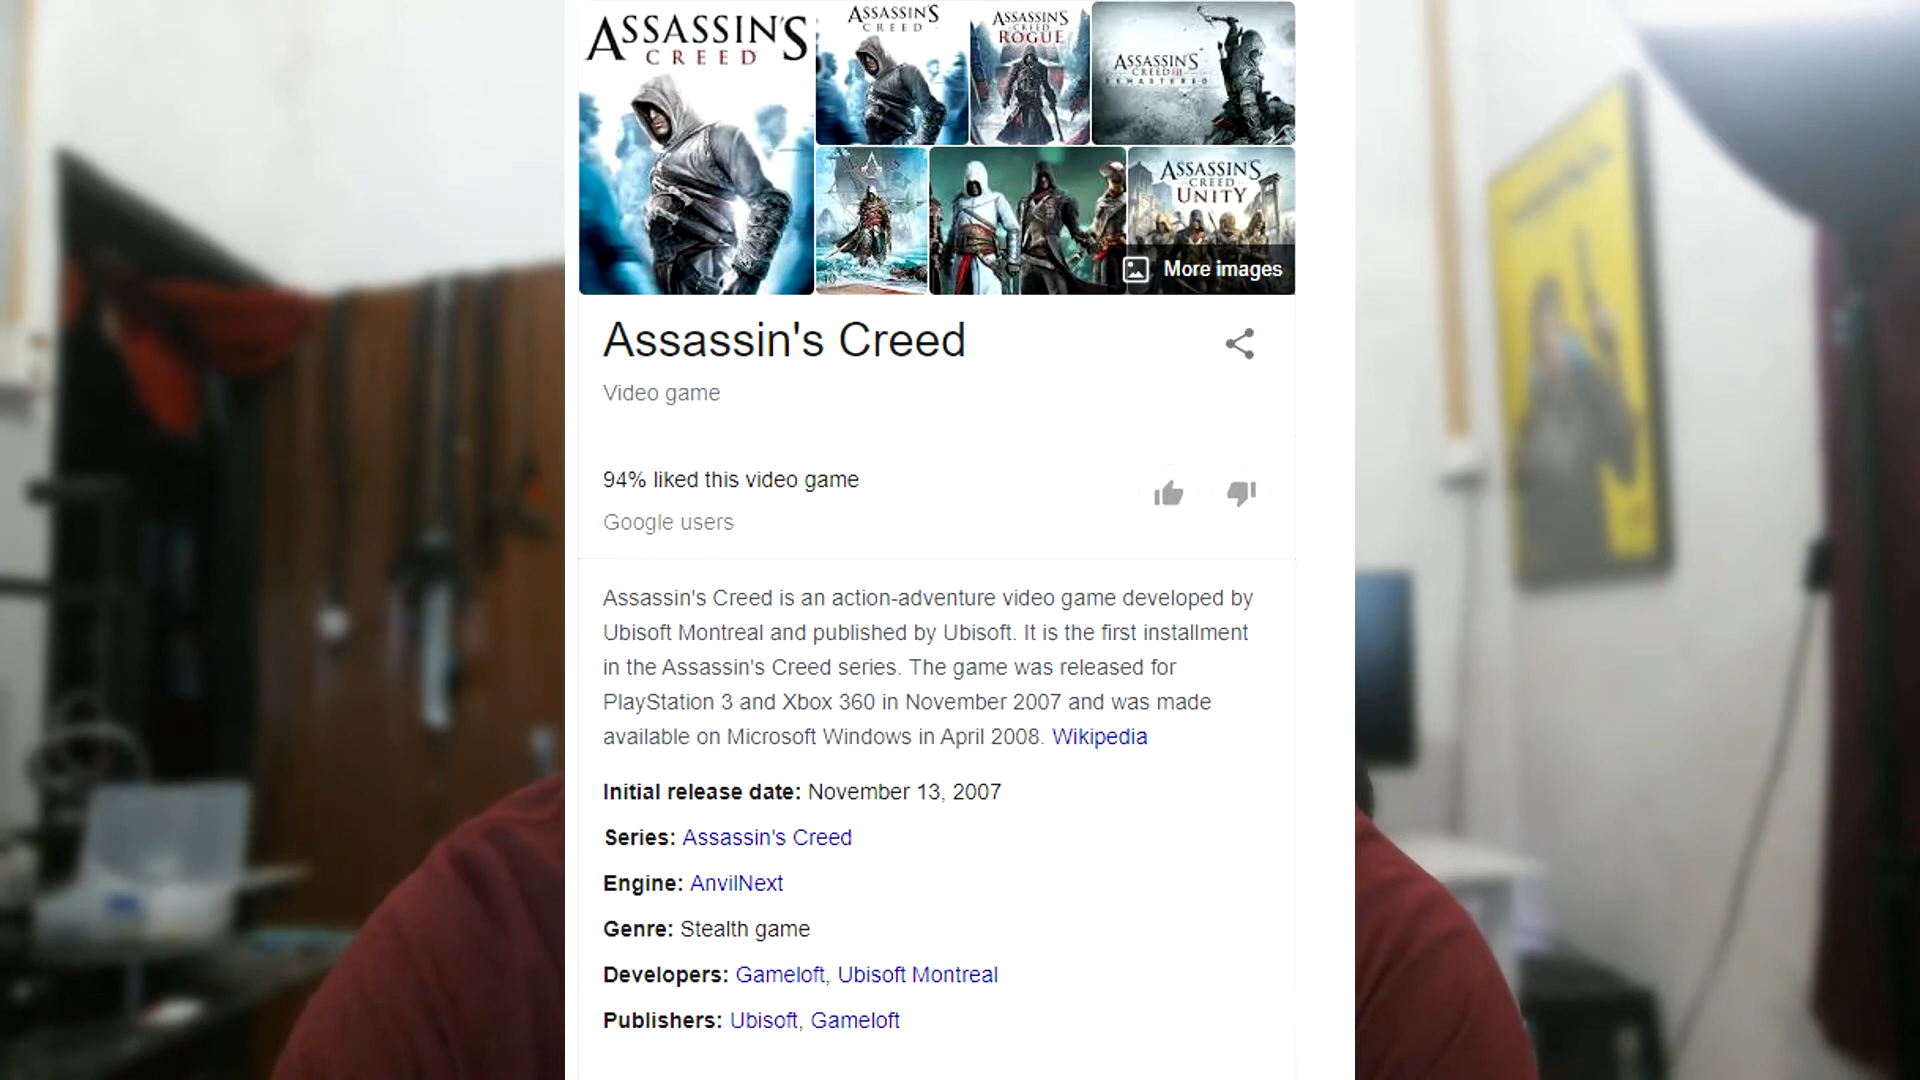 ASSASSIN'S
CREED
ASSASSIN'S
CREED
ASSASSIN'S
CREED
ROGUE
ASSASSIN'S
CREED III
REMASTERED
ASSASSIN'S
CREED
UNITY
More images
Assassin's Creed
Video game
94% liked this video game
Google users
Assassin's Creed is an action-adventure video game developed by
Ubisoft Montreal and published by Ubisoft. It is the first installment
in the Assassin's Creed series. The game was released for
PlayStation 3 and Xbox 360 in November 2007 and was made
available on Microsoft Windows in April 2008. Wikipedia
Initial release date: November 13, 2007
Series: Assassin's Creed
Engine: AnvilNext
Genre: Stealth game
Developers: Gameloft, Ubisoft Montreal
Publishers: Ubisoft, Gameloft